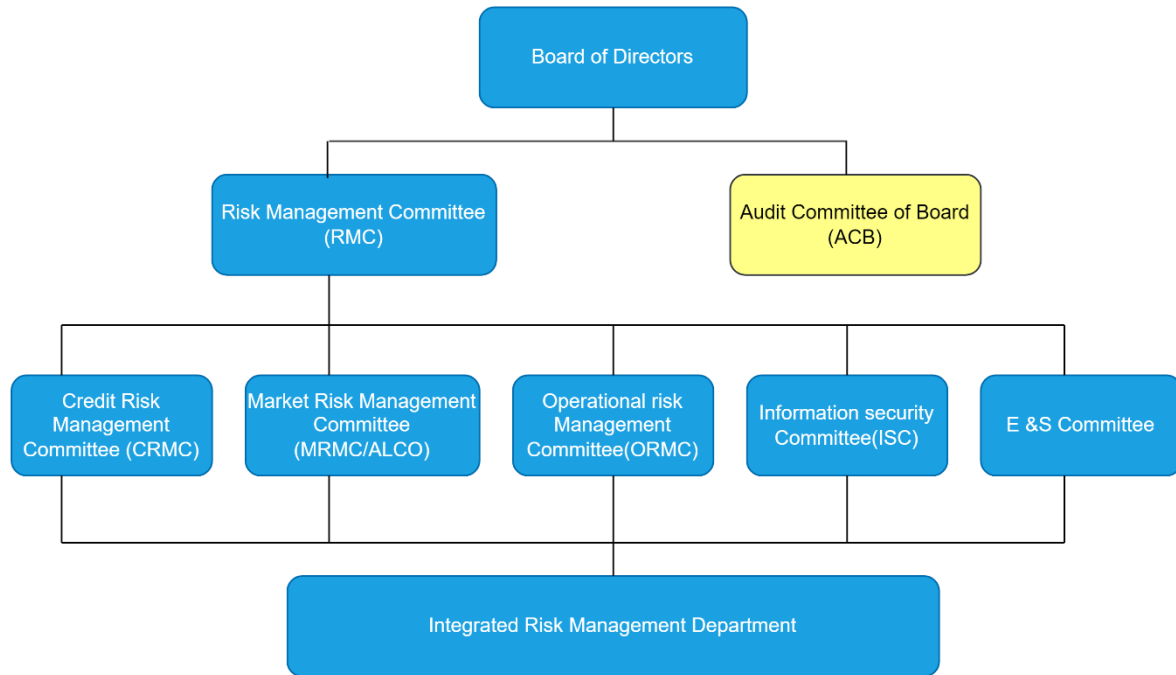 Board of Directors
Risk Management Committee
(RMC)
Audit Committee of Board
(ACB)
Credit Risk
Management
Committee (CRMC)
Market Risk Management
Committee
(MRMC/ALCO)
Operational risk
Management
Committee(ORMC)
Information security
Committee(ISC)
E &S Committee
Integrated Risk Management Department